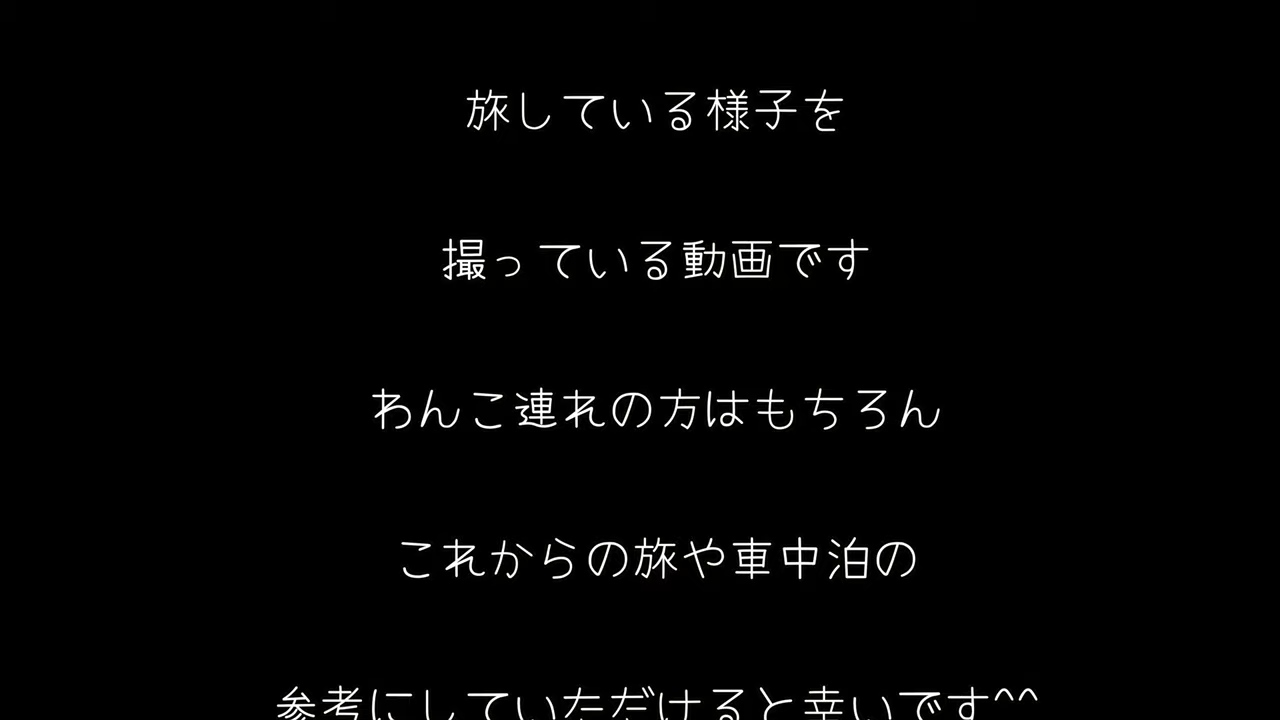 旅している様子を
撮っている動画です
わんこ連れの方はもちろん
これからの旅や車中泊の
参考にしていただけると幸いです^^